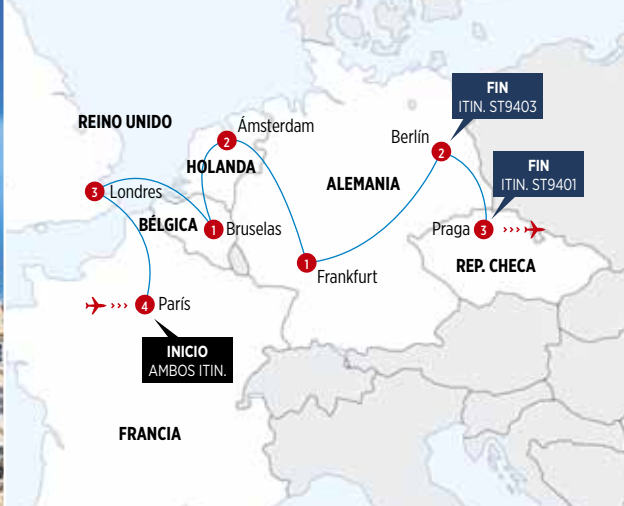 FIN
ITIN. ST9403
REINO UNIDO
2 Ámsterdam
Berlín
2
HOLANDA
FIN
ITIN. ST9401
ALEMANIA
3 Londres
BÉLGICA
1 Bruselas
Praga 3
1
Frankfurt
REP. CHECA
4 París
INICIO
AMBOS ITIN.
FRANCIA